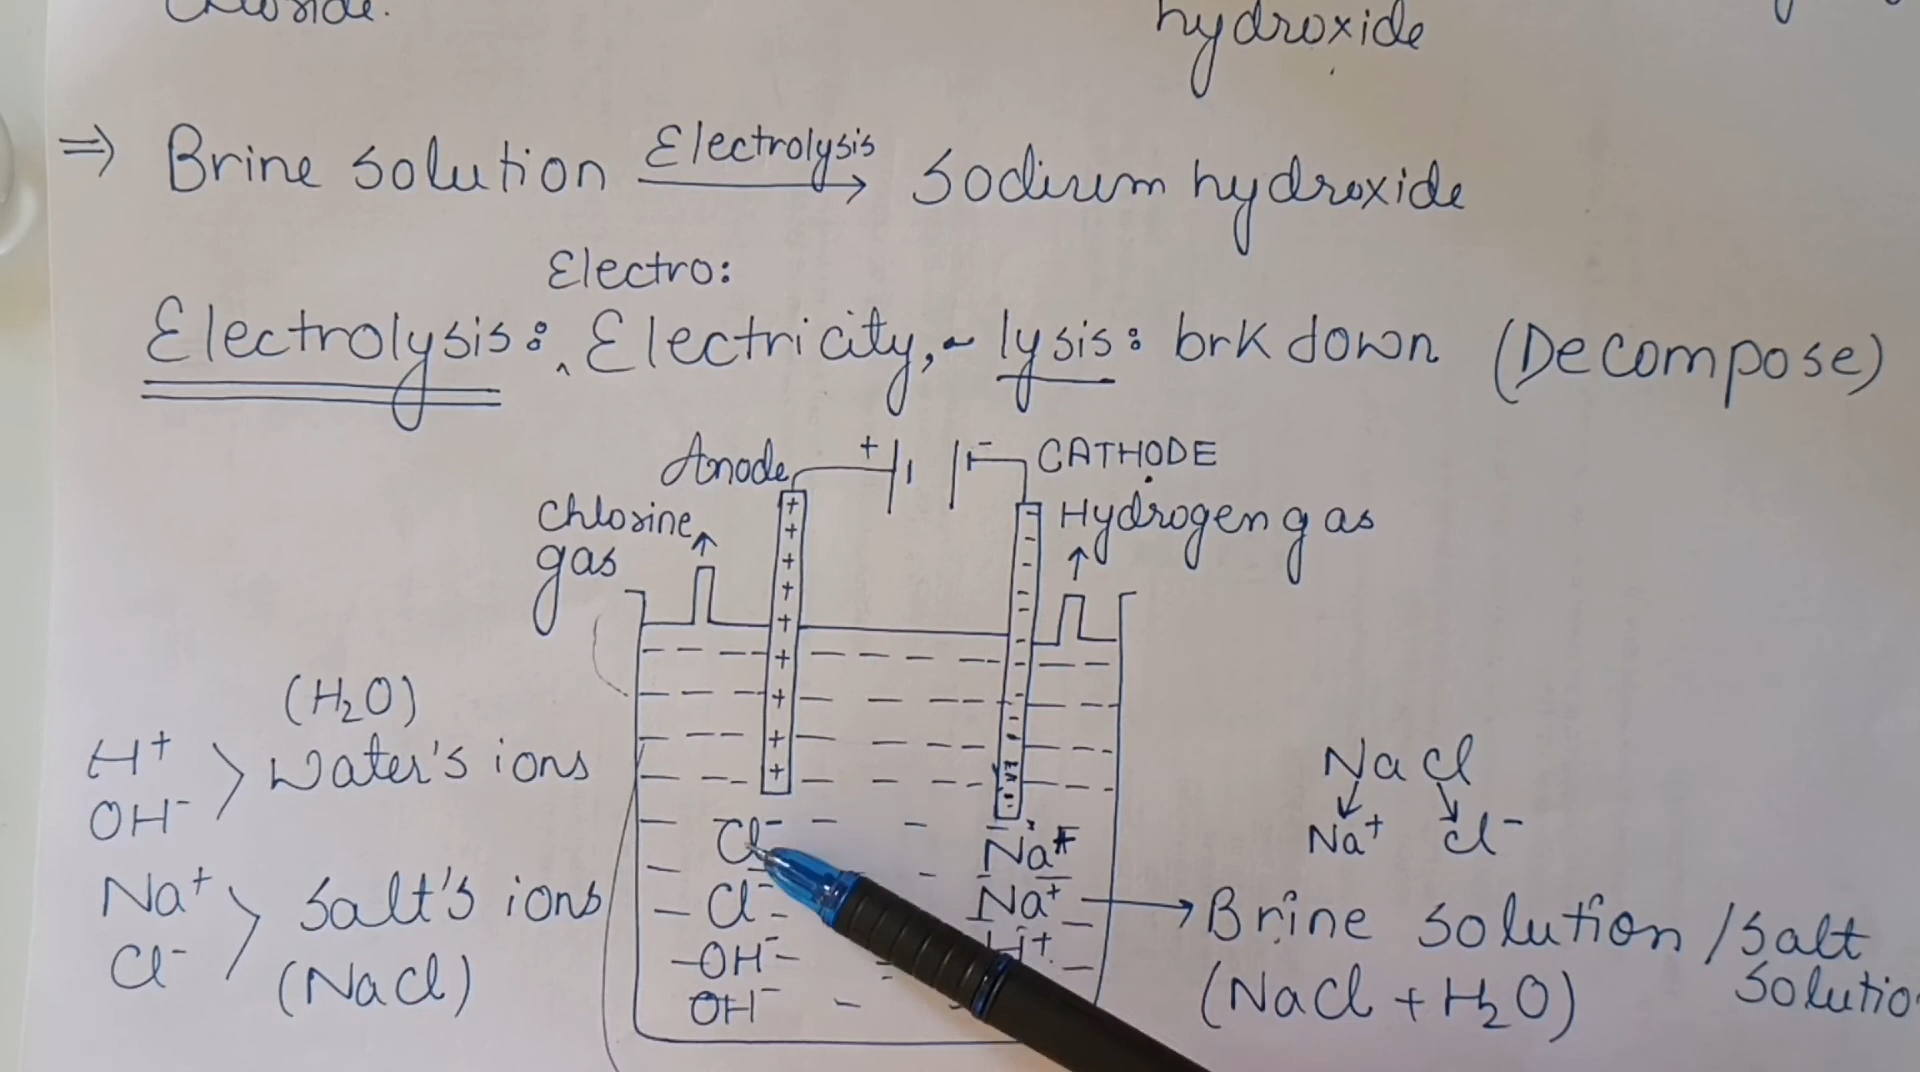 Chloride.
hydroxide
⇒ Brine solution Electrolysis → Sodium hydroxide
Electro:
Electrolysis: ‸ Electricity, - lysis: brk down (Decompose)
Anode + - CATHODE
Chlorine gas ↑
Hydrogen gas ↑
(H2O)
H+
OH- > Water's ions
Na+
Cl- > Salt's ions
(NaCl)
Cl-
Cl-
OH-
OH-
Na+
Na+
H+
NaCl
Na+ Cl-
→ Brine solution / Salt
(NaCl + H2O)